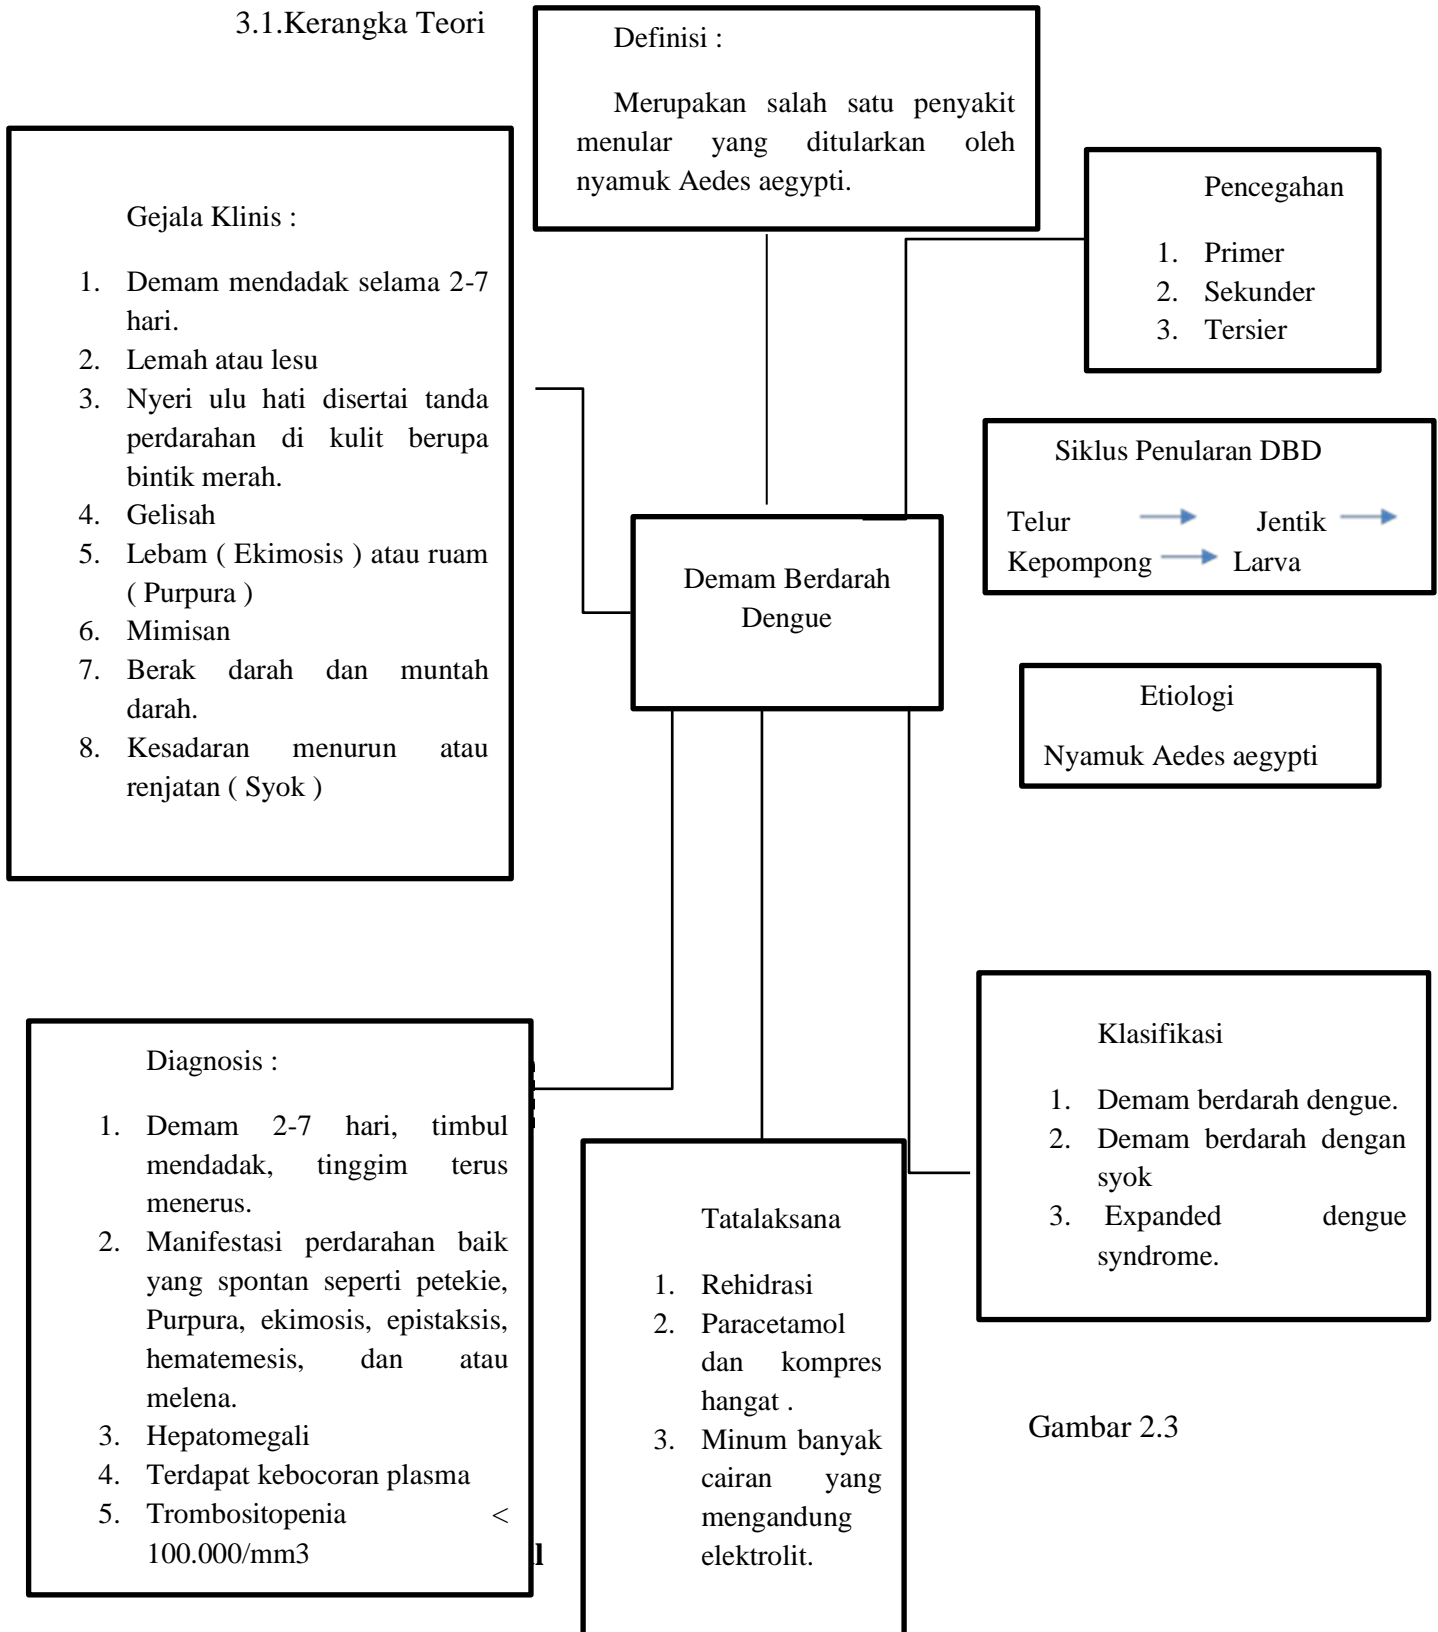 3.1.Kerangka Teori
Definisi :
Merupakan salah satu penyakit
menular yang ditularkan oleh
nyamuk Aedes aegypti.
Gejala Klinis :
1. Demam mendadak selama 2-7
hari.
2. Lemah atau lesu
3. Nyeri ulu hati disertai tanda
perdarahan di kulit berupa
bintik merah.
4. Gelisah
5. Lebam ( Ekimosis ) atau ruam
( Purpura )
6. Mimisan
7. Berak darah dan muntah
darah.
8. Kesadaran menurun atau
renjatan ( Syok )
Pencegahan
1. Primer
2. Sekunder
3. Tersier
Siklus Penularan DBD
Telur Jentik
Kepompong Larva
Demam Berdarah
Dengue
Etiologi
Nyamuk Aedes aegypti
Diagnosis :
1. Demam 2-7 hari, timbul
mendadak, tinggim terus
menerus.
2. Manifestasi perdarahan baik
yang spontan seperti petekie,
Purpura, ekimosis, epistaksis,
hematemesis, dan atau
melena.
3. Hepatomegali
4. Terdapat kebocoran plasma
5. Trombositopenia <
100.000/mm3
Tatalaksana
1. Rehidrasi
2. Paracetamol
dan kompres
hangat .
3. Minum banyak
cairan yang
mengandung
elektrolit.
Klasifikasi
1. Demam berdarah dengue.
2. Demam berdarah dengan
syok
3. Expanded dengue
syndrome.
Gambar 2.3